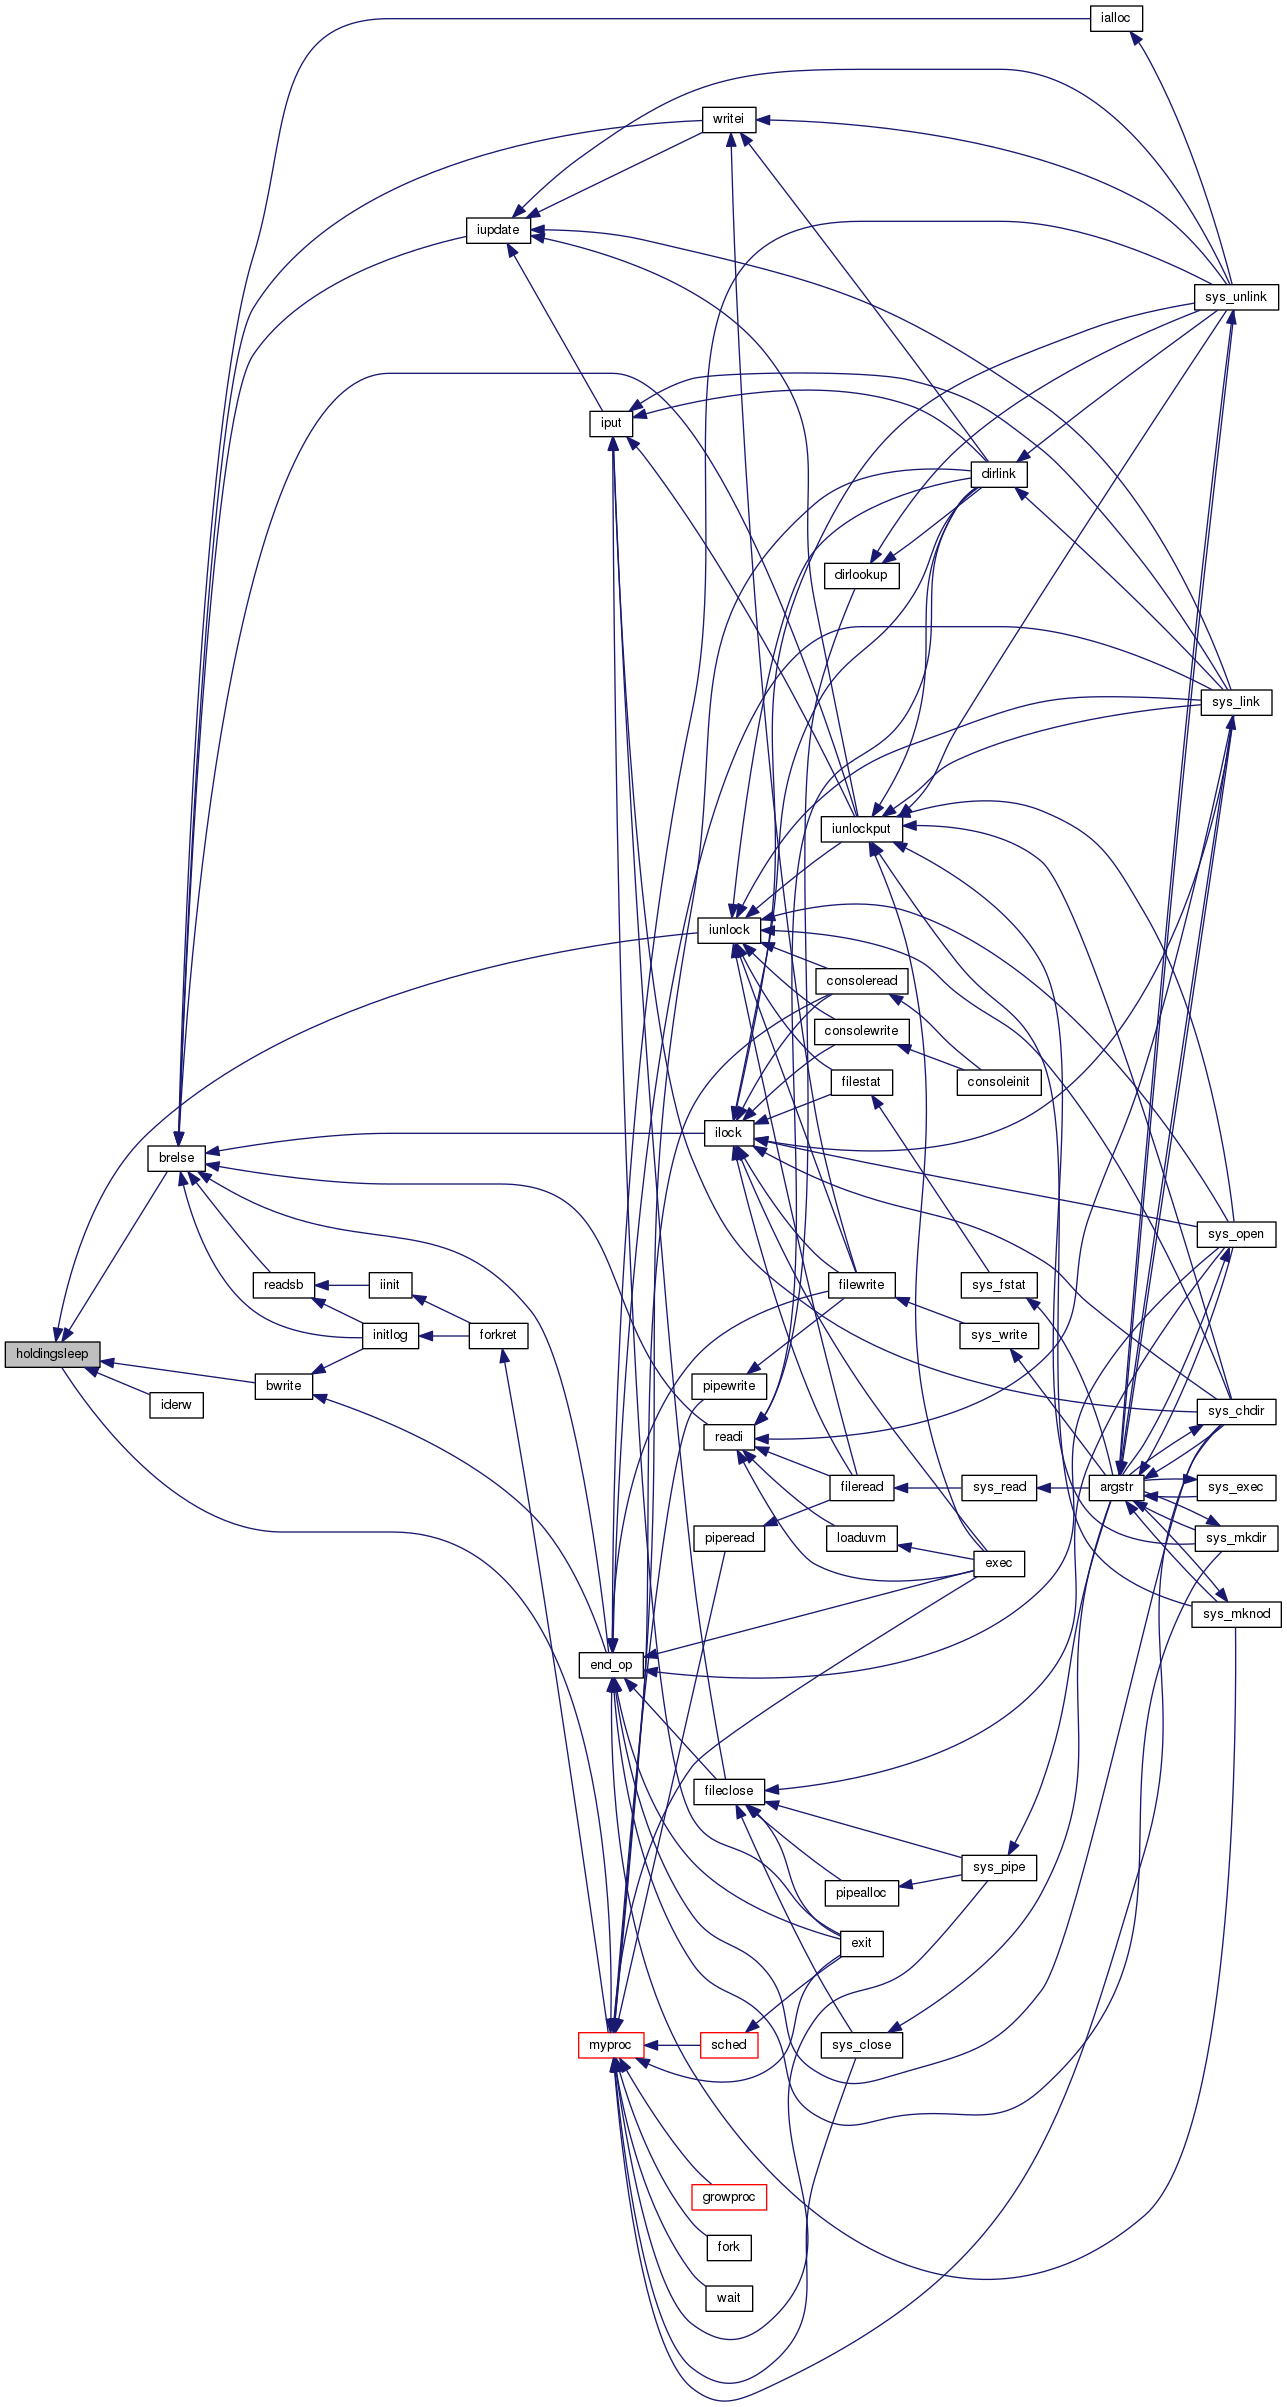 ialloc
writei
iupdate
sys_unlink
iput
dirlink
dirlookup
sys_link
iunlockput
iunlock
consoleread
consolewrite
filestat
consoleinit
ilock
brelse
sys_open
readsb
iinit
filewrite
sys_fstat
initlog
forkret
sys_write
holdingsleep
bwrite
pipewrite
iderw
sys_chdir
readi
fileread
sys_read
argstr
sys_exec
piperead
loaduvm
sys_mkdir
exec
sys_mknod
end_op
fileclose
sys_pipe
pipealloc
exit
myproc
sched
sys_close
growproc
fork
wait